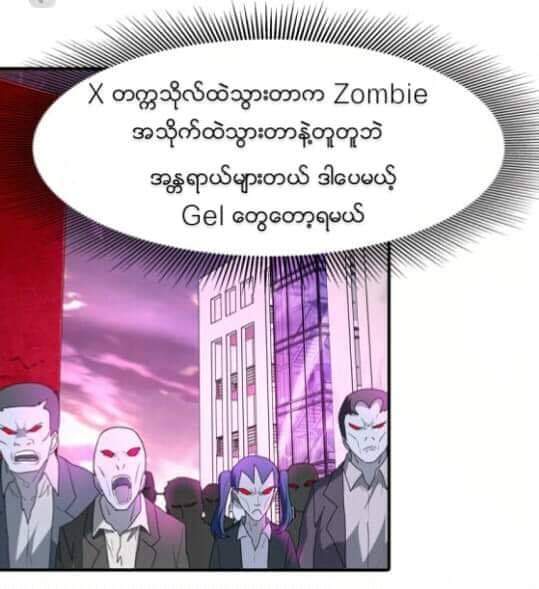 X တက္ကသိုလ်ထဲသွားတာက Zombie
အသိုက်ထဲသွားတာနဲ့တူတူဘဲ
အန္တရာယ်များတယ် ဒါပေမယ့်
Gel တွေတော့ရမယ်